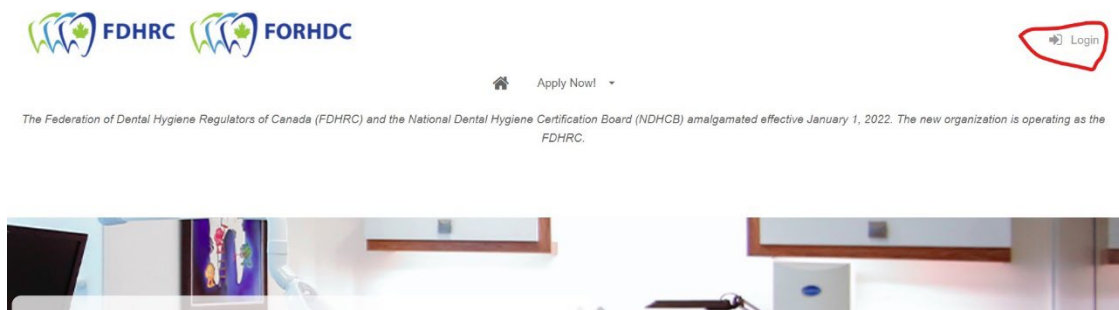 FDHRC FORHDC
Login
Apply Now!
The Federation of Dental Hygiene Regulators of Canada (FDHRC) and the National Dental Hygiene Certification Board (NDHCB) amalgamated effective January 1, 2022. The new organization is operating as the
FDHRC.